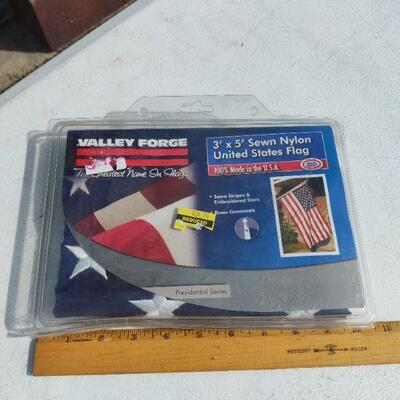 VALLEY FORGE
The Greatest Name In Flags
3' x 5' Sewn Nylon
United States Flag
100% Made in the U.S.A.
• Sewn Stripes &
Embroidered Stars
• Brass Grommets
REDUCED
Presidential Series
WESTCOTT RULER